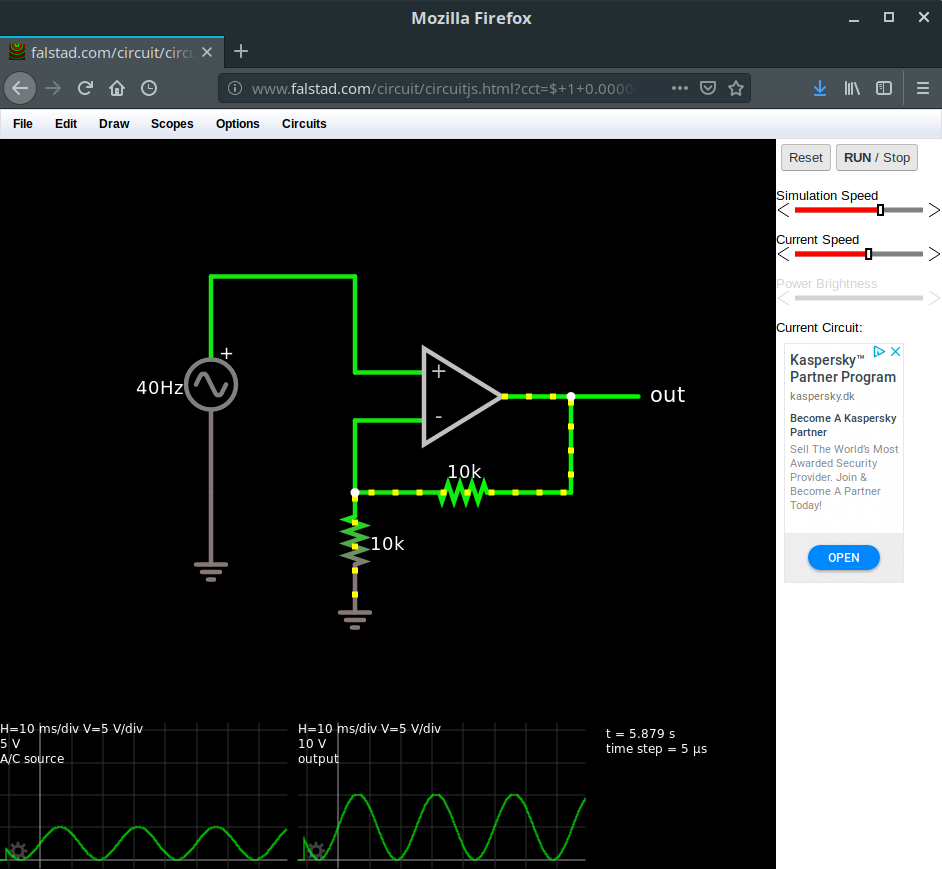 Mozilla Firefox
falstad.com/circuit/circu
www.falstad.com/circuit/circuitjs.html?cct=$+1+0.0000
File Edit Draw Scopes Options Circuits
Reset RUN / Stop
Simulation Speed
Current Speed
Power Brightness
Current Circuit:
Kaspersky™
Partner Program
kaspersky.dk
Become A Kaspersky
Partner
Sell The World's Most
Awarded Security
Provider. Join &
Become A Partner
Today!
OPEN
+
40Hz
+
-
out
10k
10k
H=10 ms/div V=5 V/div
5 V
A/C source
H=10 ms/div V=5 V/div
10 V
output
t = 5.879 s
time step = 5 µs